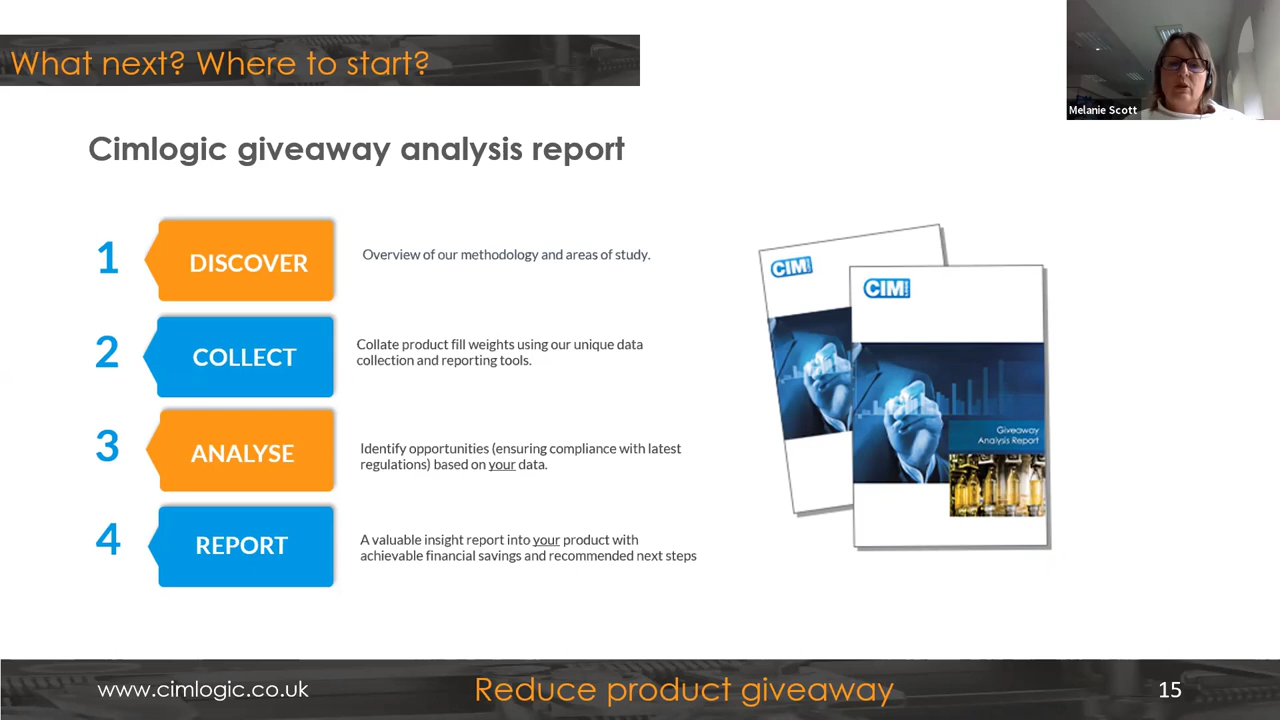 What next? Where to start?
Melanie Scott
Cimlogic giveaway analysis report
1
DISCOVER
Overview of our methodology and areas of study.
2
COLLECT
Collate product fill weights using our unique data
collection and reporting tools.
3
ANALYSE
Identify opportunities (ensuring compliance with latest
regulations) based on your data.
4
REPORT
A valuable insight report into your product with
achievable financial savings and recommended next steps
CIM
CIM
Giveaway
Analysis Report
www.cimlogic.co.uk
Reduce product giveaway
15